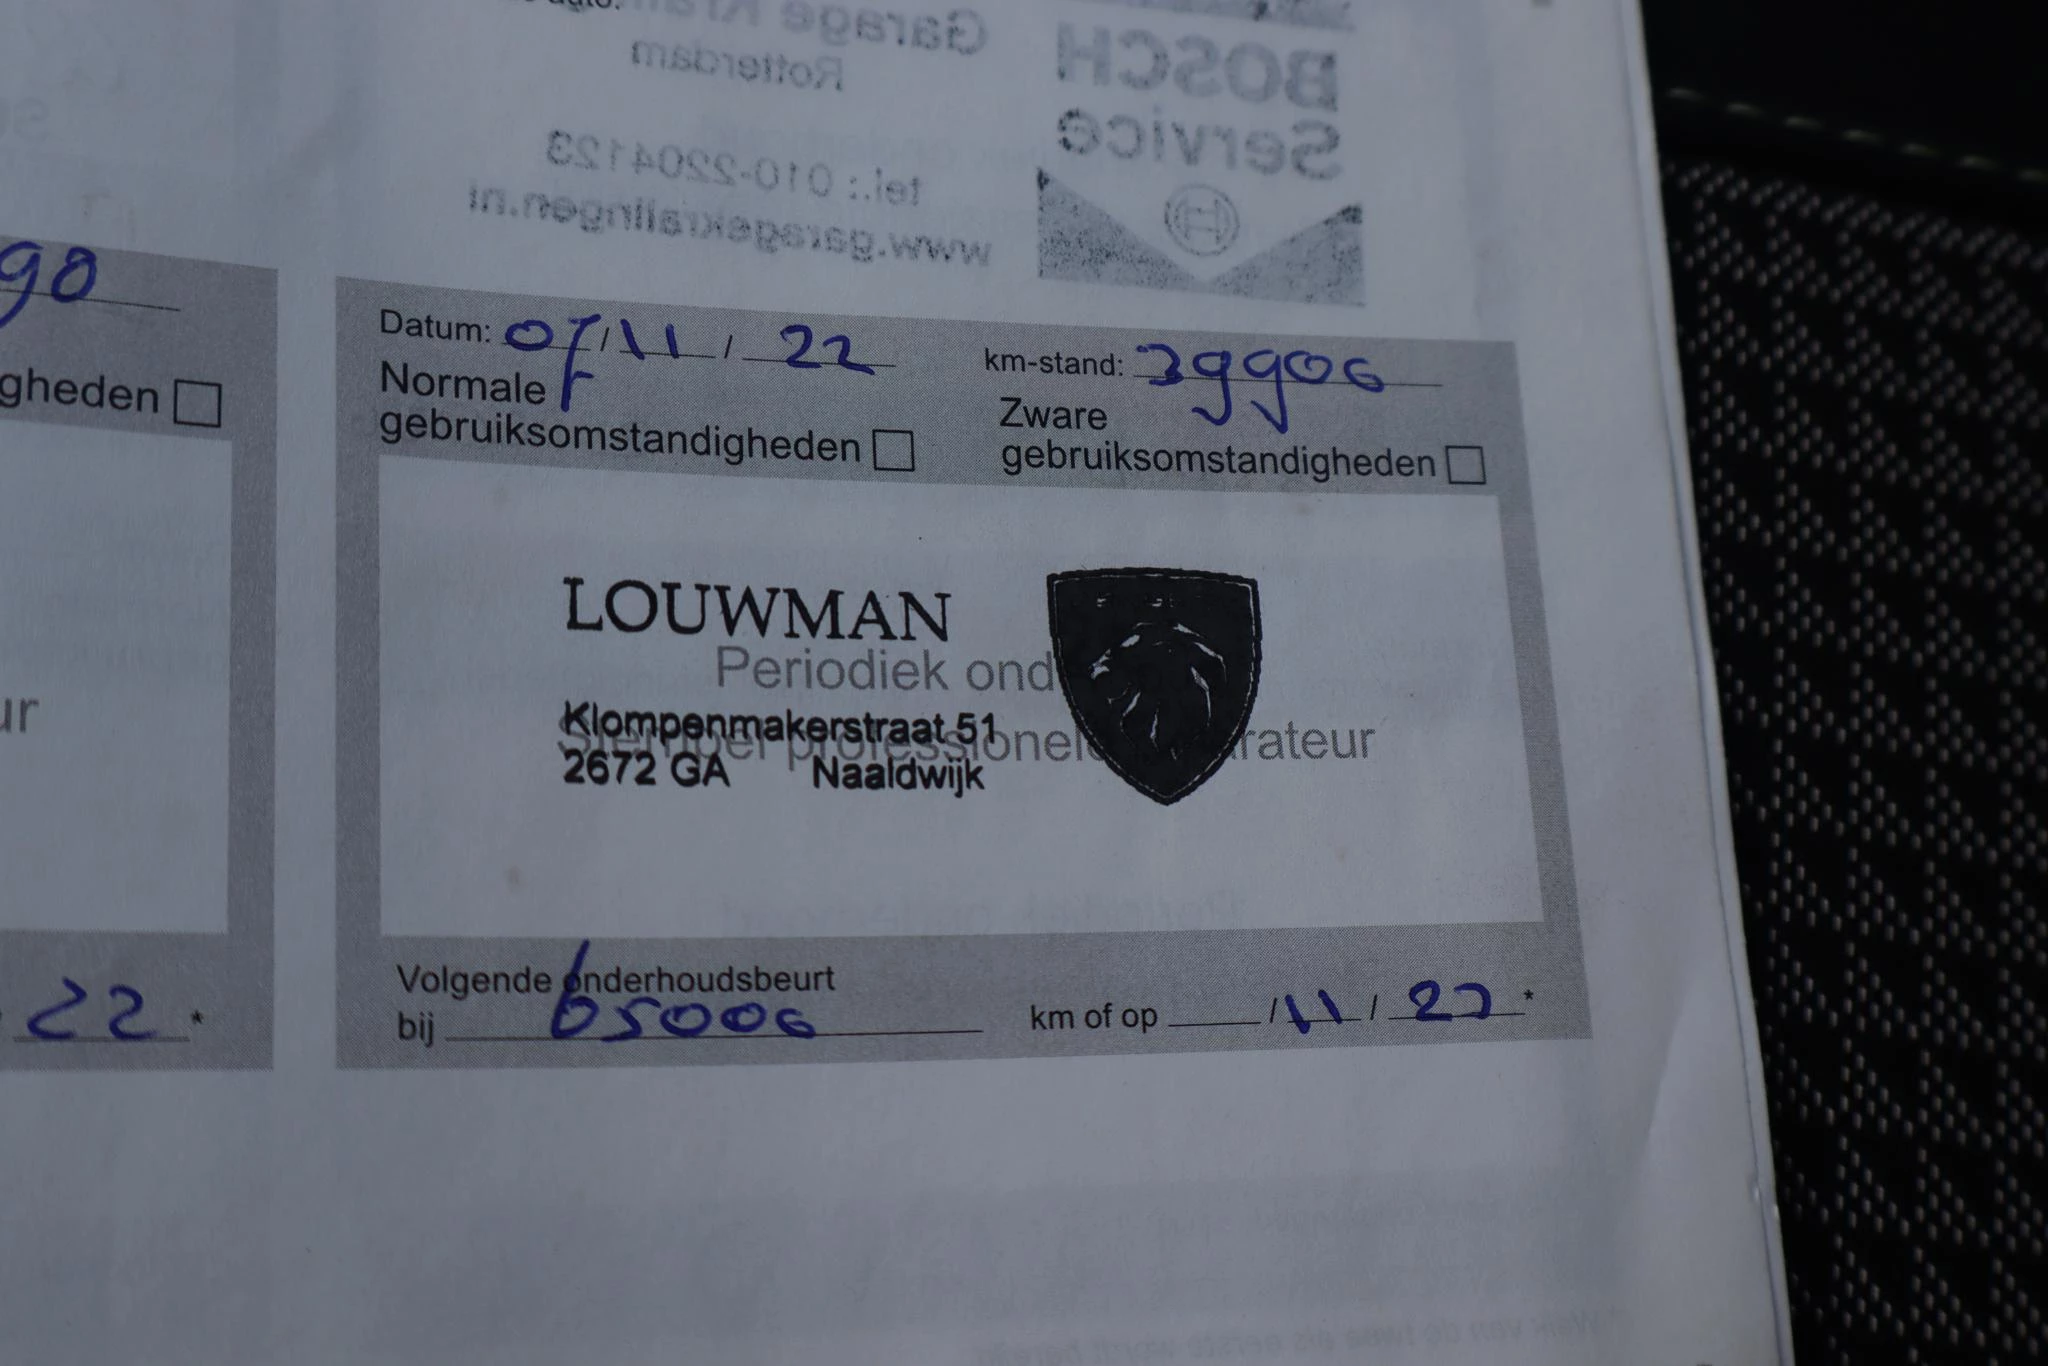 Garage Kral
Rotterdam
tel.: 010-2204123
www.garagekralingen.nl
BOSCH
Service
90
gheden
ur
22 *
Datum: 07/11/22 km-stand: 39906
Normale
gebruiksomstandigheden
Zware
gebruiksomstandigheden
LOUWMAN
Periodiek ond
Klompenmakerstraat 51
Stempel professionele rateur
2672 GA Naaldwijk
Volgende onderhoudsbeurt
bij 65006 km of op /11/23 *